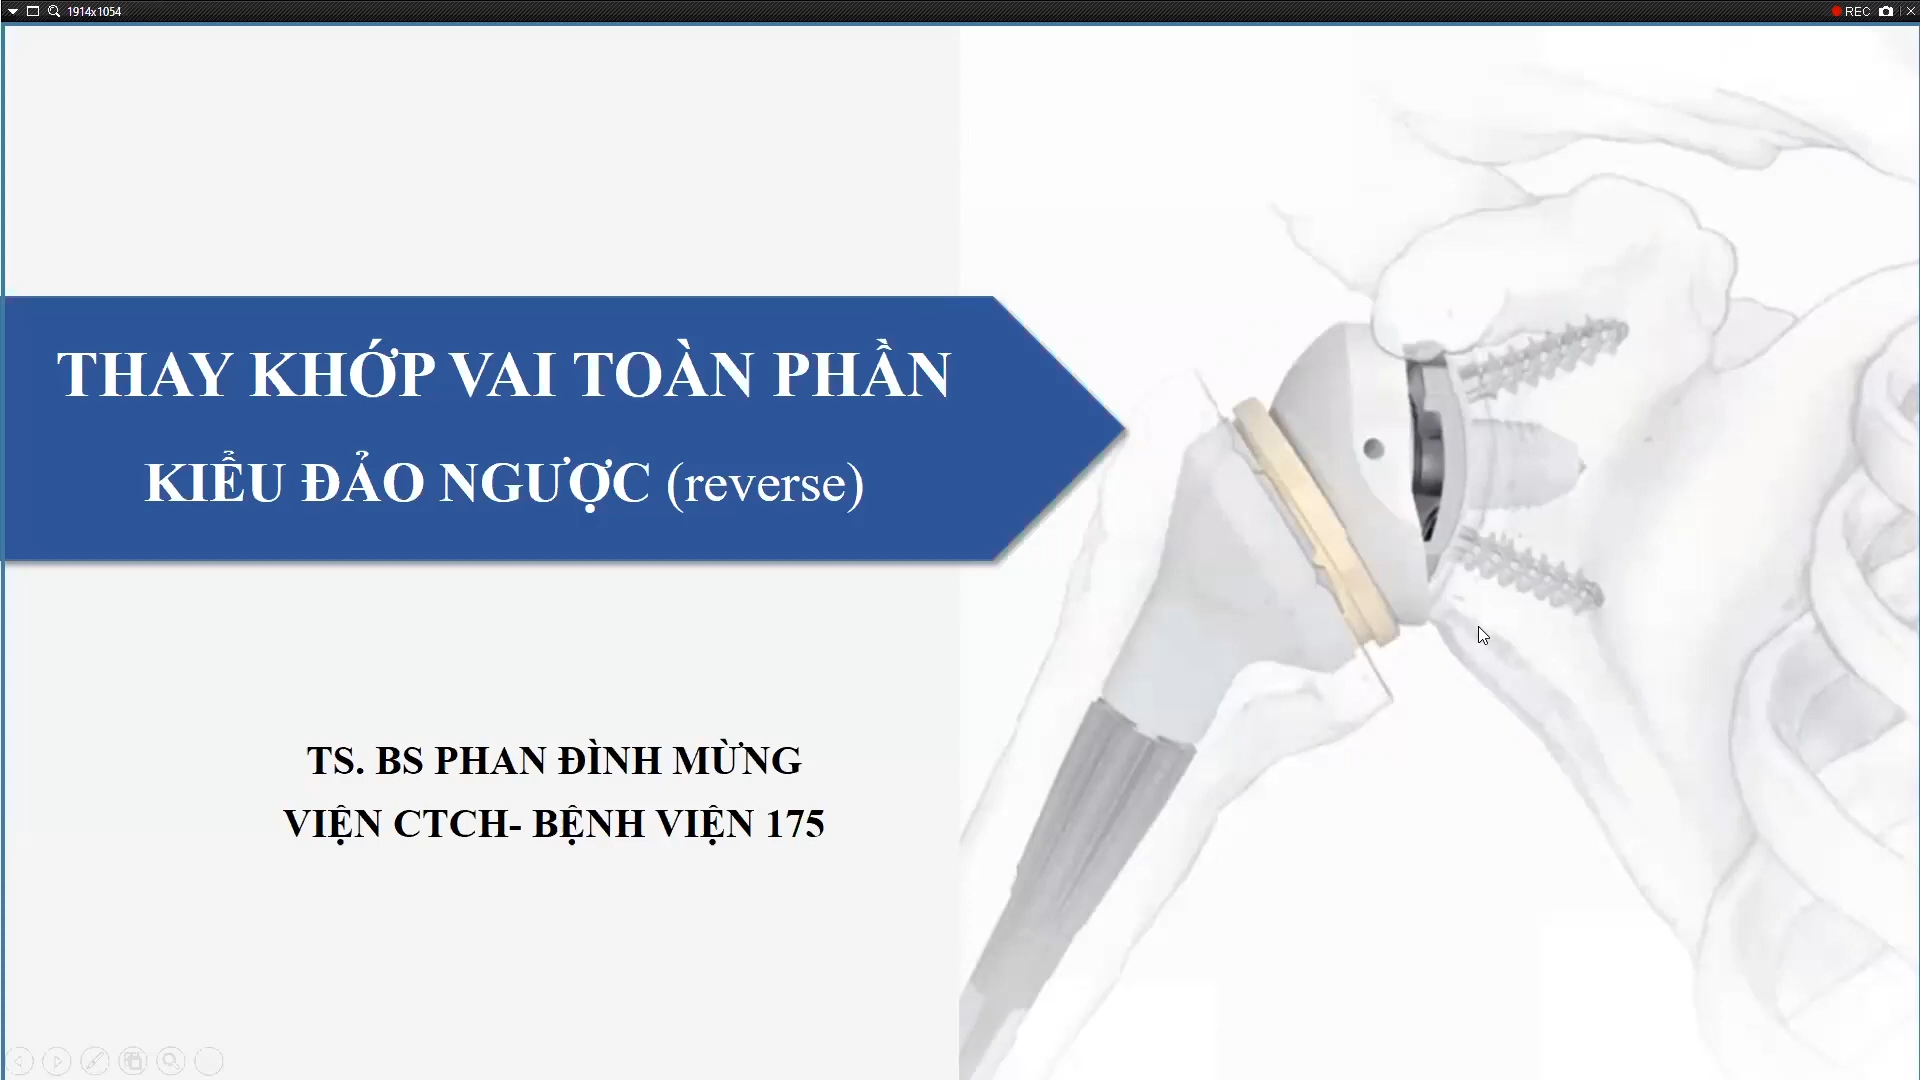 1914x1054
REC
THAY KHỚP VAI TOÀN PHẦN
KIỂU ĐẢO NGƯỢC (reverse)
TS. BS PHAN ĐÌNH MỪNG
VIỆN CTCH- BỆNH VIỆN 175